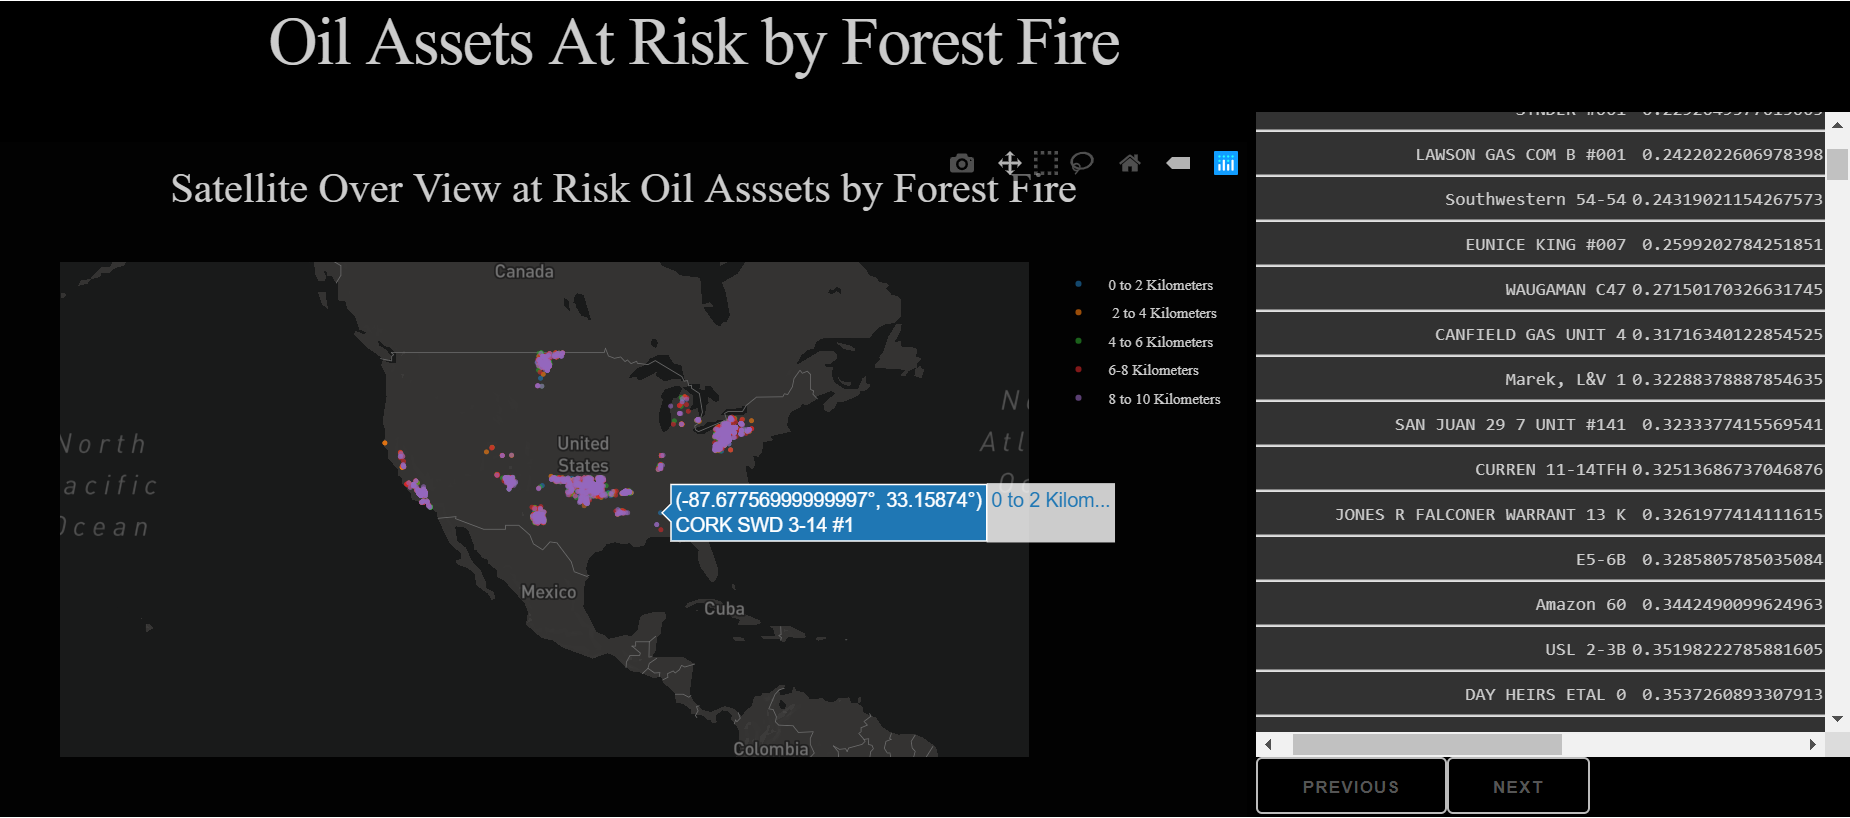 Oil Assets At Risk by Forest Fire
Satellite Over View at Risk Oil Asssets by Forest Fire
Canada
United
States
North
acific
Ocean
N
Atl
O
Mexico
Cuba
Colombia
(-87.67756999999997°, 33.15874°)
CORK SWD 3-14 #1
0 to 2 Kilom...
0 to 2 Kilometers
2 to 4 Kilometers
4 to 6 Kilometers
6-8 Kilometers
8 to 10 Kilometers
LAWSON GAS COM B #001 0.2422022606978398
Southwestern 54-54 0.24319021154267573
EUNICE KING #007 0.2599202784251851
WAUGAMAN C47 0.27150170326631745
CANFIELD GAS UNIT 4 0.31716340122854525
Marek, L&V 1 0.32288378887854635
SAN JUAN 29 7 UNIT #141 0.3233377415569541
CURREN 11-14TFH 0.32513686737046876
JONES R FALCONER WARRANT 13 K 0.3261977414111615
E5-6B 0.3285805785035084
Amazon 60 0.3442490099624963
USL 2-3B 0.35198222785881605
DAY HEIRS ETAL 0 0.3537260893307913
PREVIOUS
NEXT